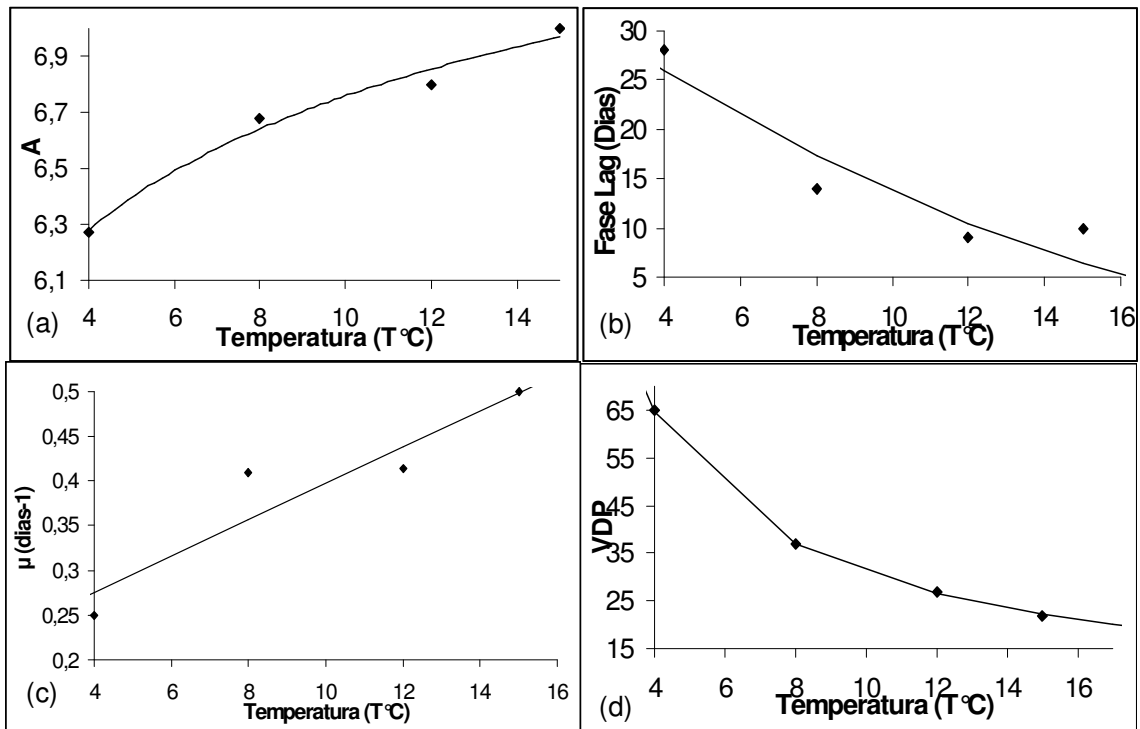 6,9
6,7
6,5
6,3
6,1
A
4 6 8 10 12 14
(a) Temperatura (T°C)
30
25
20
15
10
5
Fase Lag (Dias)
4 6 8 10 12 14 16
(b) Temperatura (T°C)
0,5
0,45
0,4
0,35
0,3
0,25
0,2
µ (dias-1)
4 6 8 10 12 14 16
(c) Temperatura (T°C)
65
55
45
35
25
15
VDP
4 6 8 10 12 14 16
(d) Temperatura (T°C)